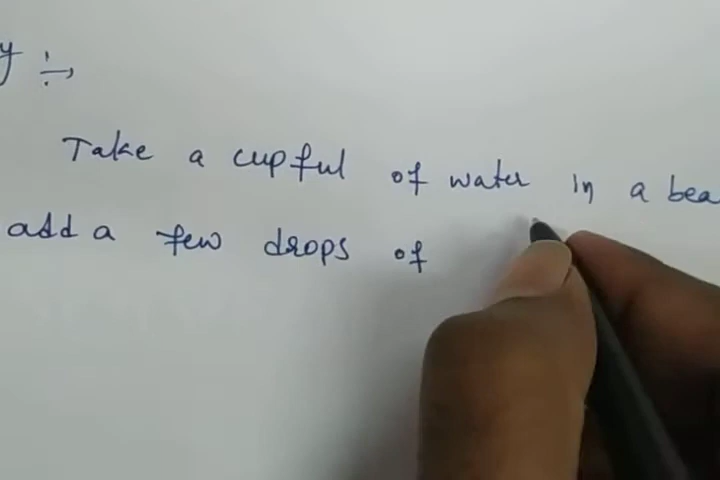 y :-
Take a cupful of water in a bea
add a few drops of